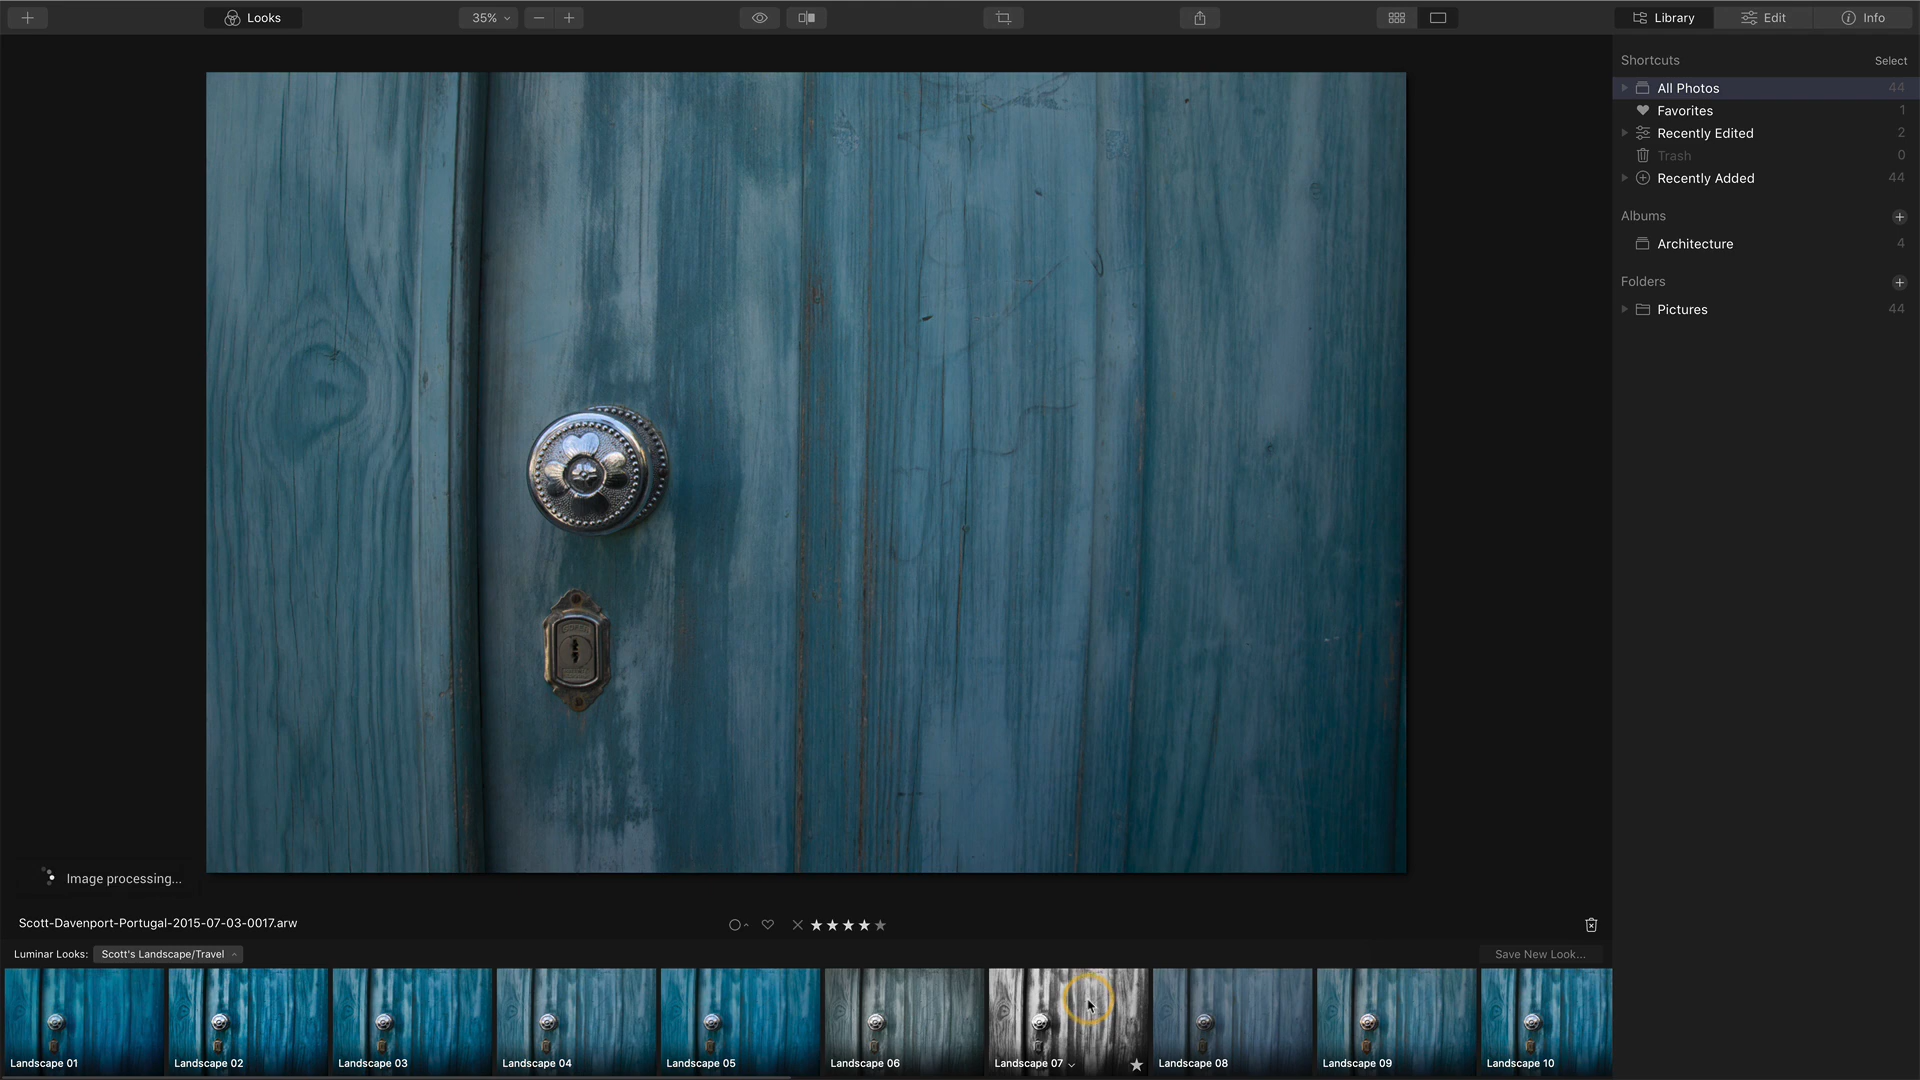 Looks
35%
Library
Edit
Info
Shortcuts
Select
All Photos
44
Favorites
1
Recently Edited
2
Trash
0
Recently Added
44
Albums
Architecture
4
Folders
Pictures
44
Image processing...
Scott-Davenport-Portugal-2015-07-03-0017.arw
Luminar Looks:
Scott's Landscape/Travel
Save New Look...
Landscape 01
Landscape 02
Landscape 03
Landscape 04
Landscape 05
Landscape 06
Landscape 07
Landscape 08
Landscape 09
Landscape 10